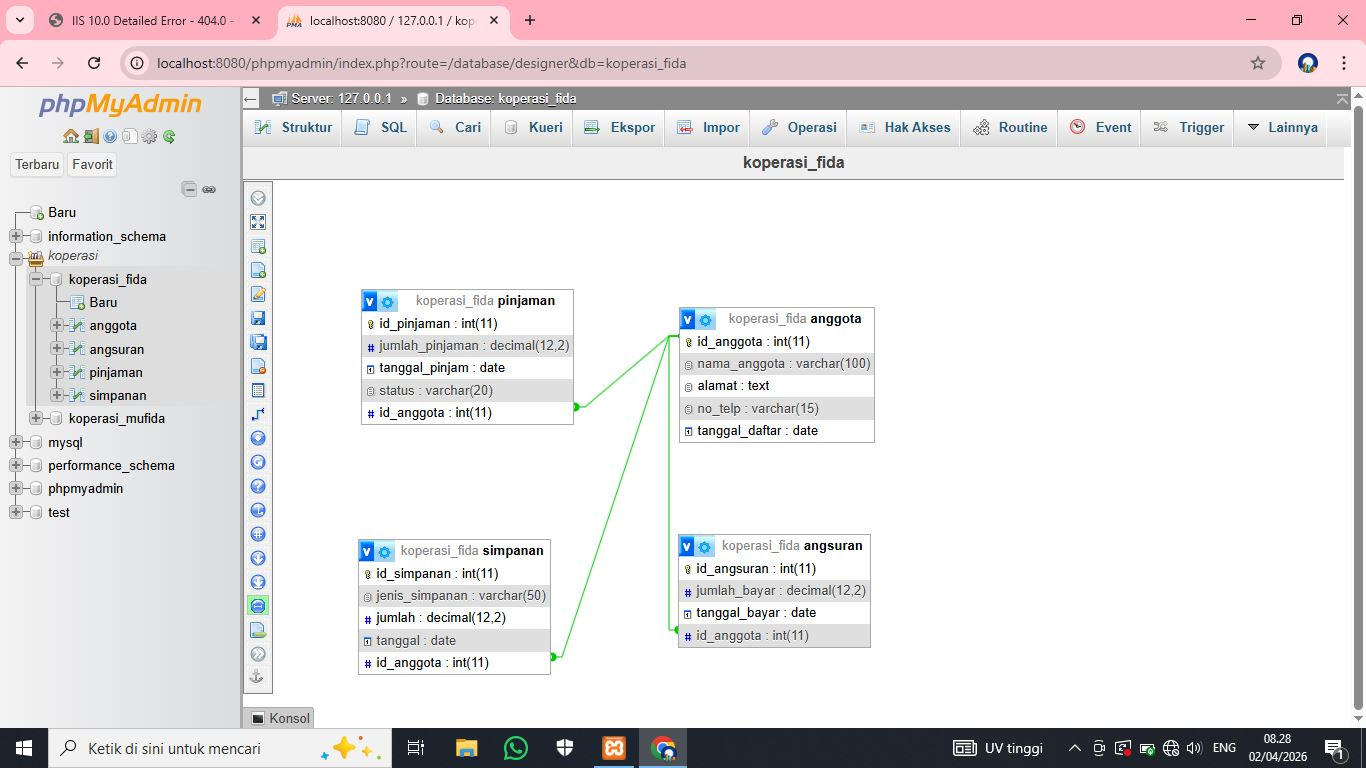 IIS 10.0 Detailed Error - 404.0 -
localhost:8080 / 127.0.0.1 / kope
localhost:8080/phpmyadmin/index.php?route=/database/designer&db=koperasi_fida
phpMyAdmin
Terbaru Favorit
Baru
information_schema
koperasi
koperasi_fida
Baru
anggota
angsuran
pinjaman
simpanan
koperasi_mufida
mysql
performance_schema
phpmyadmin
test
Server: 127.0.0.1 » Database: koperasi_fida
Struktur SQL Cari Kueri Ekspor Impor Operasi Hak Akses Routine Event Trigger Lainnya
koperasi_fida
koperasi_fida pinjaman
id_pinjaman : int(11)
jumlah_pinjaman : decimal(12,2)
tanggal_pinjam : date
status : varchar(20)
id_anggota : int(11)
koperasi_fida anggota
id_anggota : int(11)
nama_anggota : varchar(100)
alamat : text
no_telp : varchar(15)
tanggal_daftar : date
koperasi_fida simpanan
id_simpanan : int(11)
jenis_simpanan : varchar(50)
jumlah : decimal(12,2)
tanggal : date
id_anggota : int(11)
koperasi_fida angsuran
id_angsuran : int(11)
jumlah_bayar : decimal(12,2)
tanggal_bayar : date
id_anggota : int(11)
Konsol
Ketik di sini untuk mencari
UV tinggi
ENG
08.28
02/04/2026
1